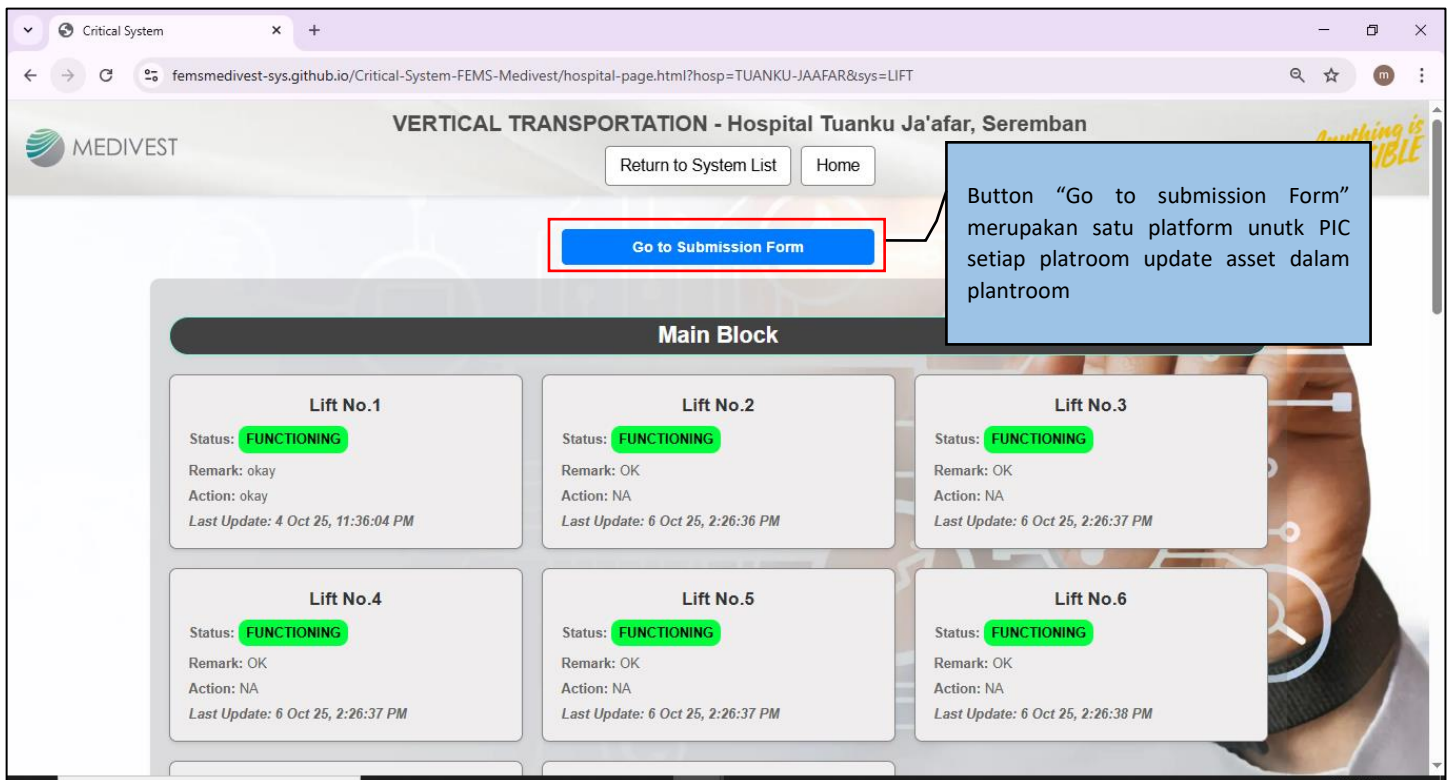 Critical System
femsmedivest-sys.github.io/Critical-System-FEMS-Medivest/hospital-page.html?hosp=TUANKU-JAAFAR&sys=LIFT
m
MEDIVEST
VERTICAL TRANSPORTATION - Hospital Tuanku Ja'afar, Seremban
Return to System List
Home
Anything is
Go to Submission Form
Button “Go to submission Form”
merupakan satu platform unutk PIC
setiap platroom update asset dalam
plantroom
Main Block
Lift No.1
Status: FUNCTIONING
Remark: okay
Action: okay
Last Update: 4 Oct 25, 11:36:04 PM
Lift No.2
Status: FUNCTIONING
Remark: OK
Action: NA
Last Update: 6 Oct 25, 2:26:36 PM
Lift No.3
Status: FUNCTIONING
Remark: OK
Action: NA
Last Update: 6 Oct 25, 2:26:37 PM
Lift No.4
Status: FUNCTIONING
Remark: OK
Action: NA
Last Update: 6 Oct 25, 2:26:37 PM
Lift No.5
Status: FUNCTIONING
Remark: OK
Action: NA
Last Update: 6 Oct 25, 2:26:37 PM
Lift No.6
Status: FUNCTIONING
Remark: OK
Action: NA
Last Update: 6 Oct 25, 2:26:38 PM